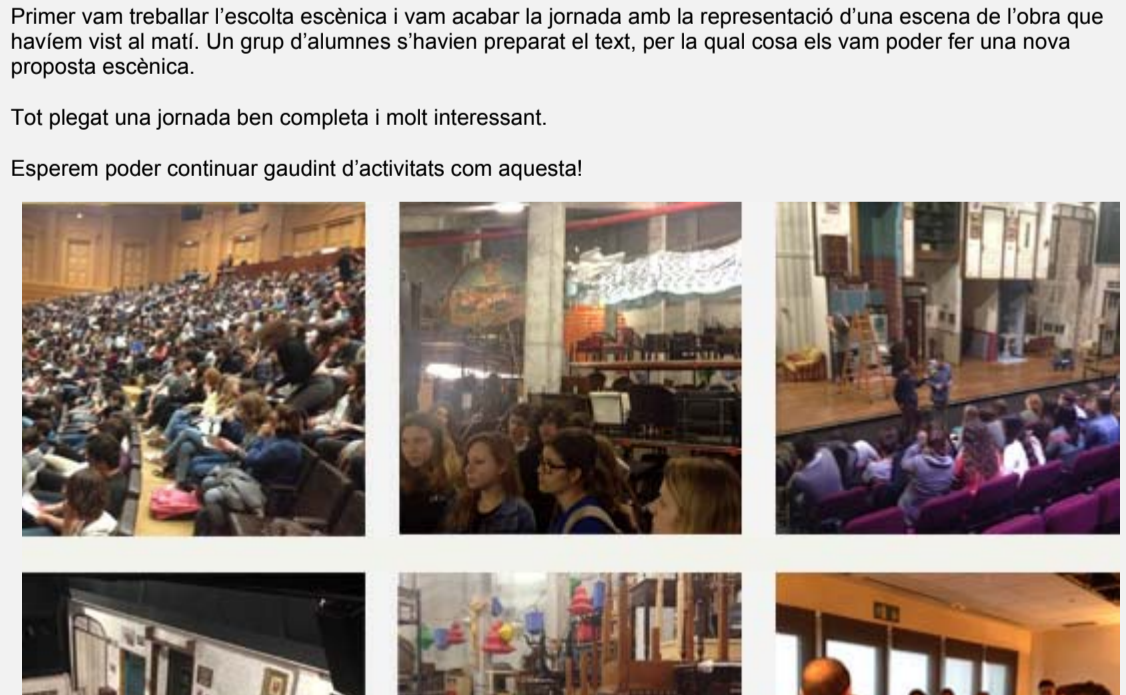 Primer vam treballar l’escolta escènica i vam acabar la jornada amb la representació d’una escena de l’obra que
havíem vist al matí. Un grup d’alumnes s’havien preparat el text, per la qual cosa els vam poder fer una nova
proposta escènica.
Tot plegat una jornada ben completa i molt interessant.
Esperem poder continuar gaudint d’activitats com aquesta!